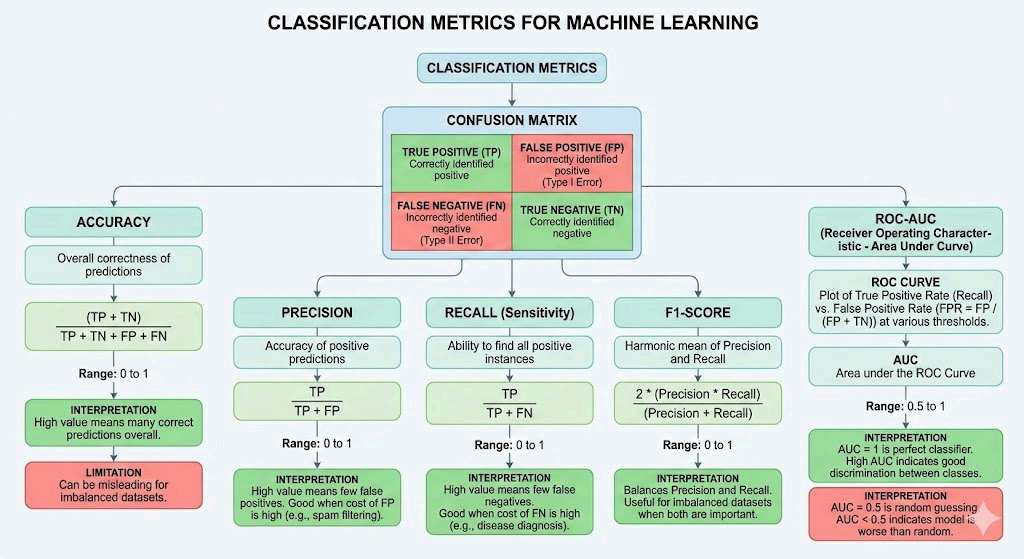 CLASSIFICATION METRICS FOR MACHINE LEARNING
CLASSIFICATION METRICS
CONFUSION MATRIX
TRUE POSITIVE (TP)
Correctly Identified
positive
FALSE POSITIVE (FP)
Incorrectly identified
positive
(Type I Error)
FALSE NEGATIVE (FN)
Incorrectly identified
negative
(Type II Error)
TRUE NEGATIVE (TN)
Correctly identified
negative
ACCURACY
Overall correctness of
predictions
(TP + TN)
TP + TN + FP + FN
Range: 0 to 1
INTERPRETATION
High value means many correct
predictions overall.
LIMITATION
Can be misleading for
imbalanced datasets.
PRECISION
Accuracy of positive
predictions
TP
TP + FP
Range: 0 to 1
INTERPRETATION
High value means few false
positives. Good when cost of FP
is high (e.g., spam filtering).
RECALL (Sensitivity)
Ability to find all positive
instances
TP
TP + FN
Range: 0 to 1
INTERPRETATION
High value means few false
negatives.
Good when cost of FN is high
(e.g., disease diagnosis).
F1-SCORE
Harmonic mean of Precision
and Recall
2 * (Precision * Recall)
(Precision + Recall)
Range: 0 to 1
INTERPRETATION
Balances Precision and Recall.
Useful for imbalanced datasets
when both are important.
ROC-AUC
(Receiver Operating Character-
istic - Area Under Curve)
ROC CURVE
Plot of True Positive Rate (Recall)
vs. False Positive Rate (FPR = FP /
(FP + TN)) at various thresholds.
AUC
Area under the ROC Curve
Range: 0.5 to 1
INTERPRETATION
AUC = 1 is perfect classifier.
High AUC indicates good
discrimination between classes.
INTERPRETATION
AUC = 0.5 is random guessing
AUC < 0.5 indicates model is
worse than random.